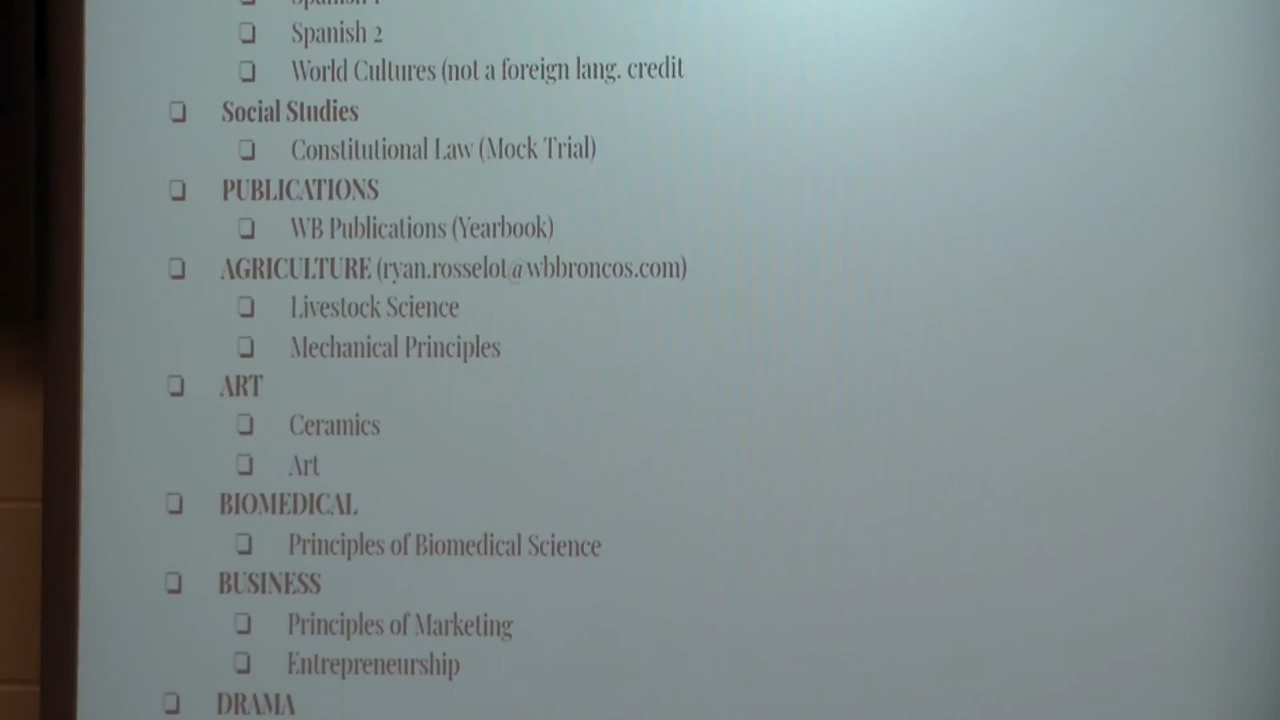 Spanish 1
Spanish 2
World Cultures (not a foreign lang. credit
Social Studies
Constitutional Law (Mock Trial)
PUBLICATIONS
WB Publications (Yearbook)
AGRICULTURE (ryan.rosselot@wbbroncos.com)
Livestock Science
Mechanical Principles
ART
Ceramics
Art
BIOMEDICAL
Principles of Biomedical Science
BUSINESS
Principles of Marketing
Entrepreneurship
DRAMA